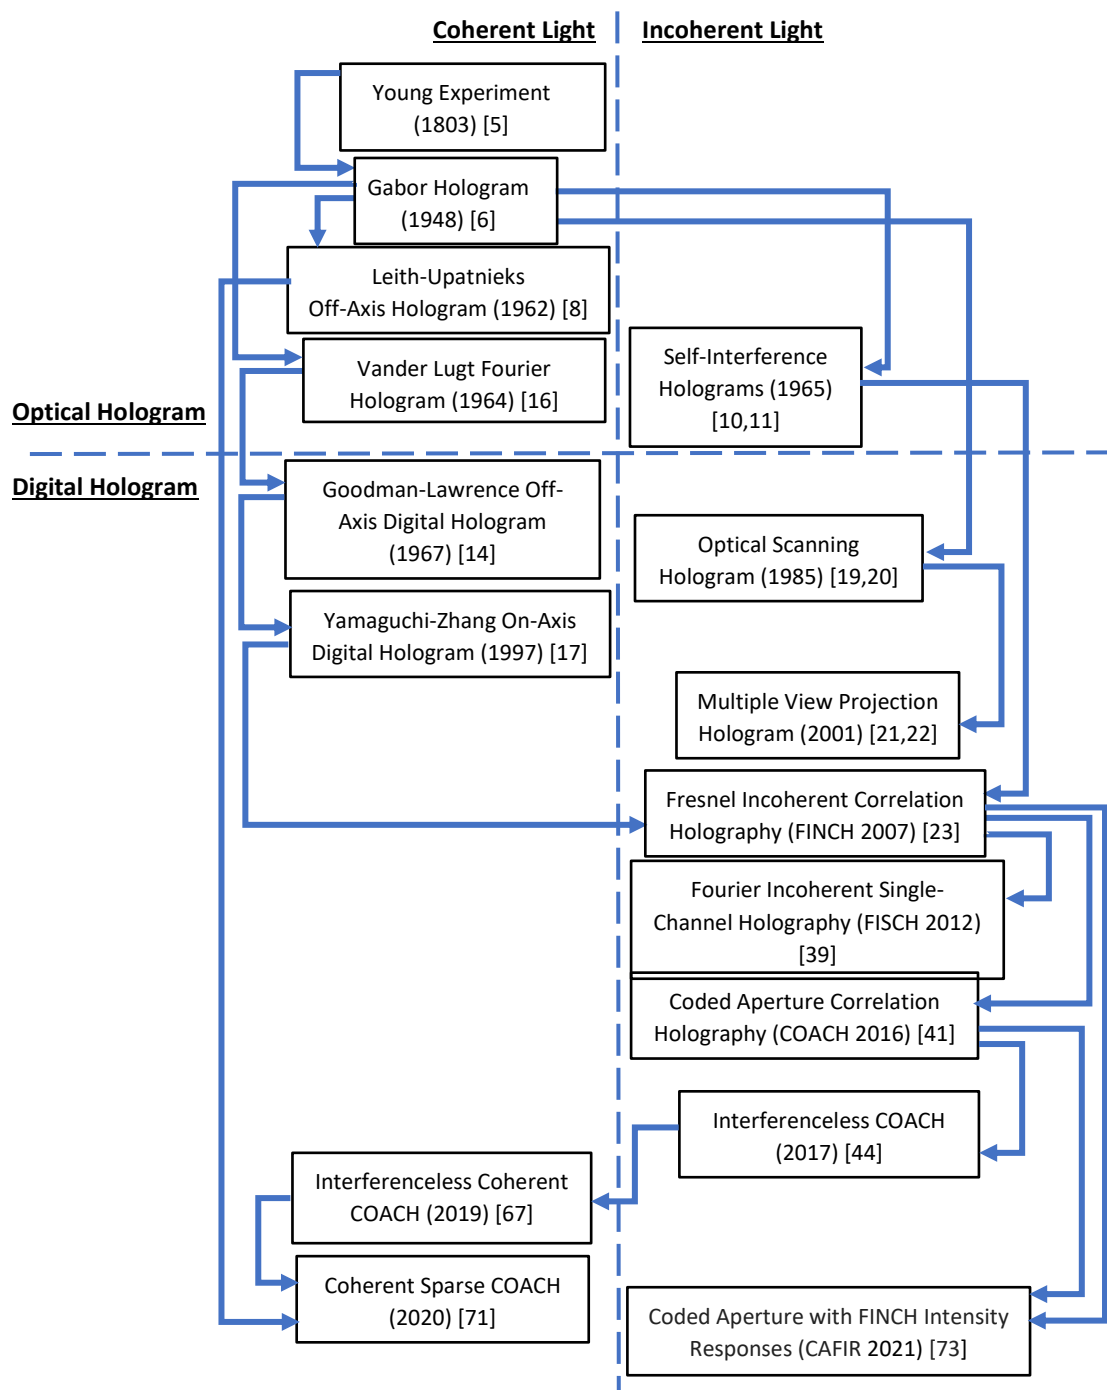 Coherent Light
Incoherent Light
Young Experiment
(1803) [5]
Gabor Hologram
(1948) [6]
Leith-Upatnieks
Off-Axis Hologram (1962) [8]
Vander Lugt Fourier
Hologram (1964) [16]
Self-Interference
Holograms (1965)
[10,11]
Optical Hologram
Digital Hologram
Goodman-Lawrence Off-
Axis Digital Hologram
(1967) [14]
Optical Scanning
Hologram (1985) [19,20]
Yamaguchi-Zhang On-Axis
Digital Hologram (1997) [17]
Multiple View Projection
Hologram (2001) [21,22]
Fresnel Incoherent Correlation
Holography (FINCH 2007) [23]
Fourier Incoherent Single-
Channel Holography (FISCH 2012)
[39]
Coded Aperture Correlation
Holography (COACH 2016) [41]
Interferenceless COACH
(2017) [44]
Interferenceless Coherent
COACH (2019) [67]
Coherent Sparse COACH
(2020) [71]
Coded Aperture with FINCH Intensity
Responses (CAFIR 2021) [73]